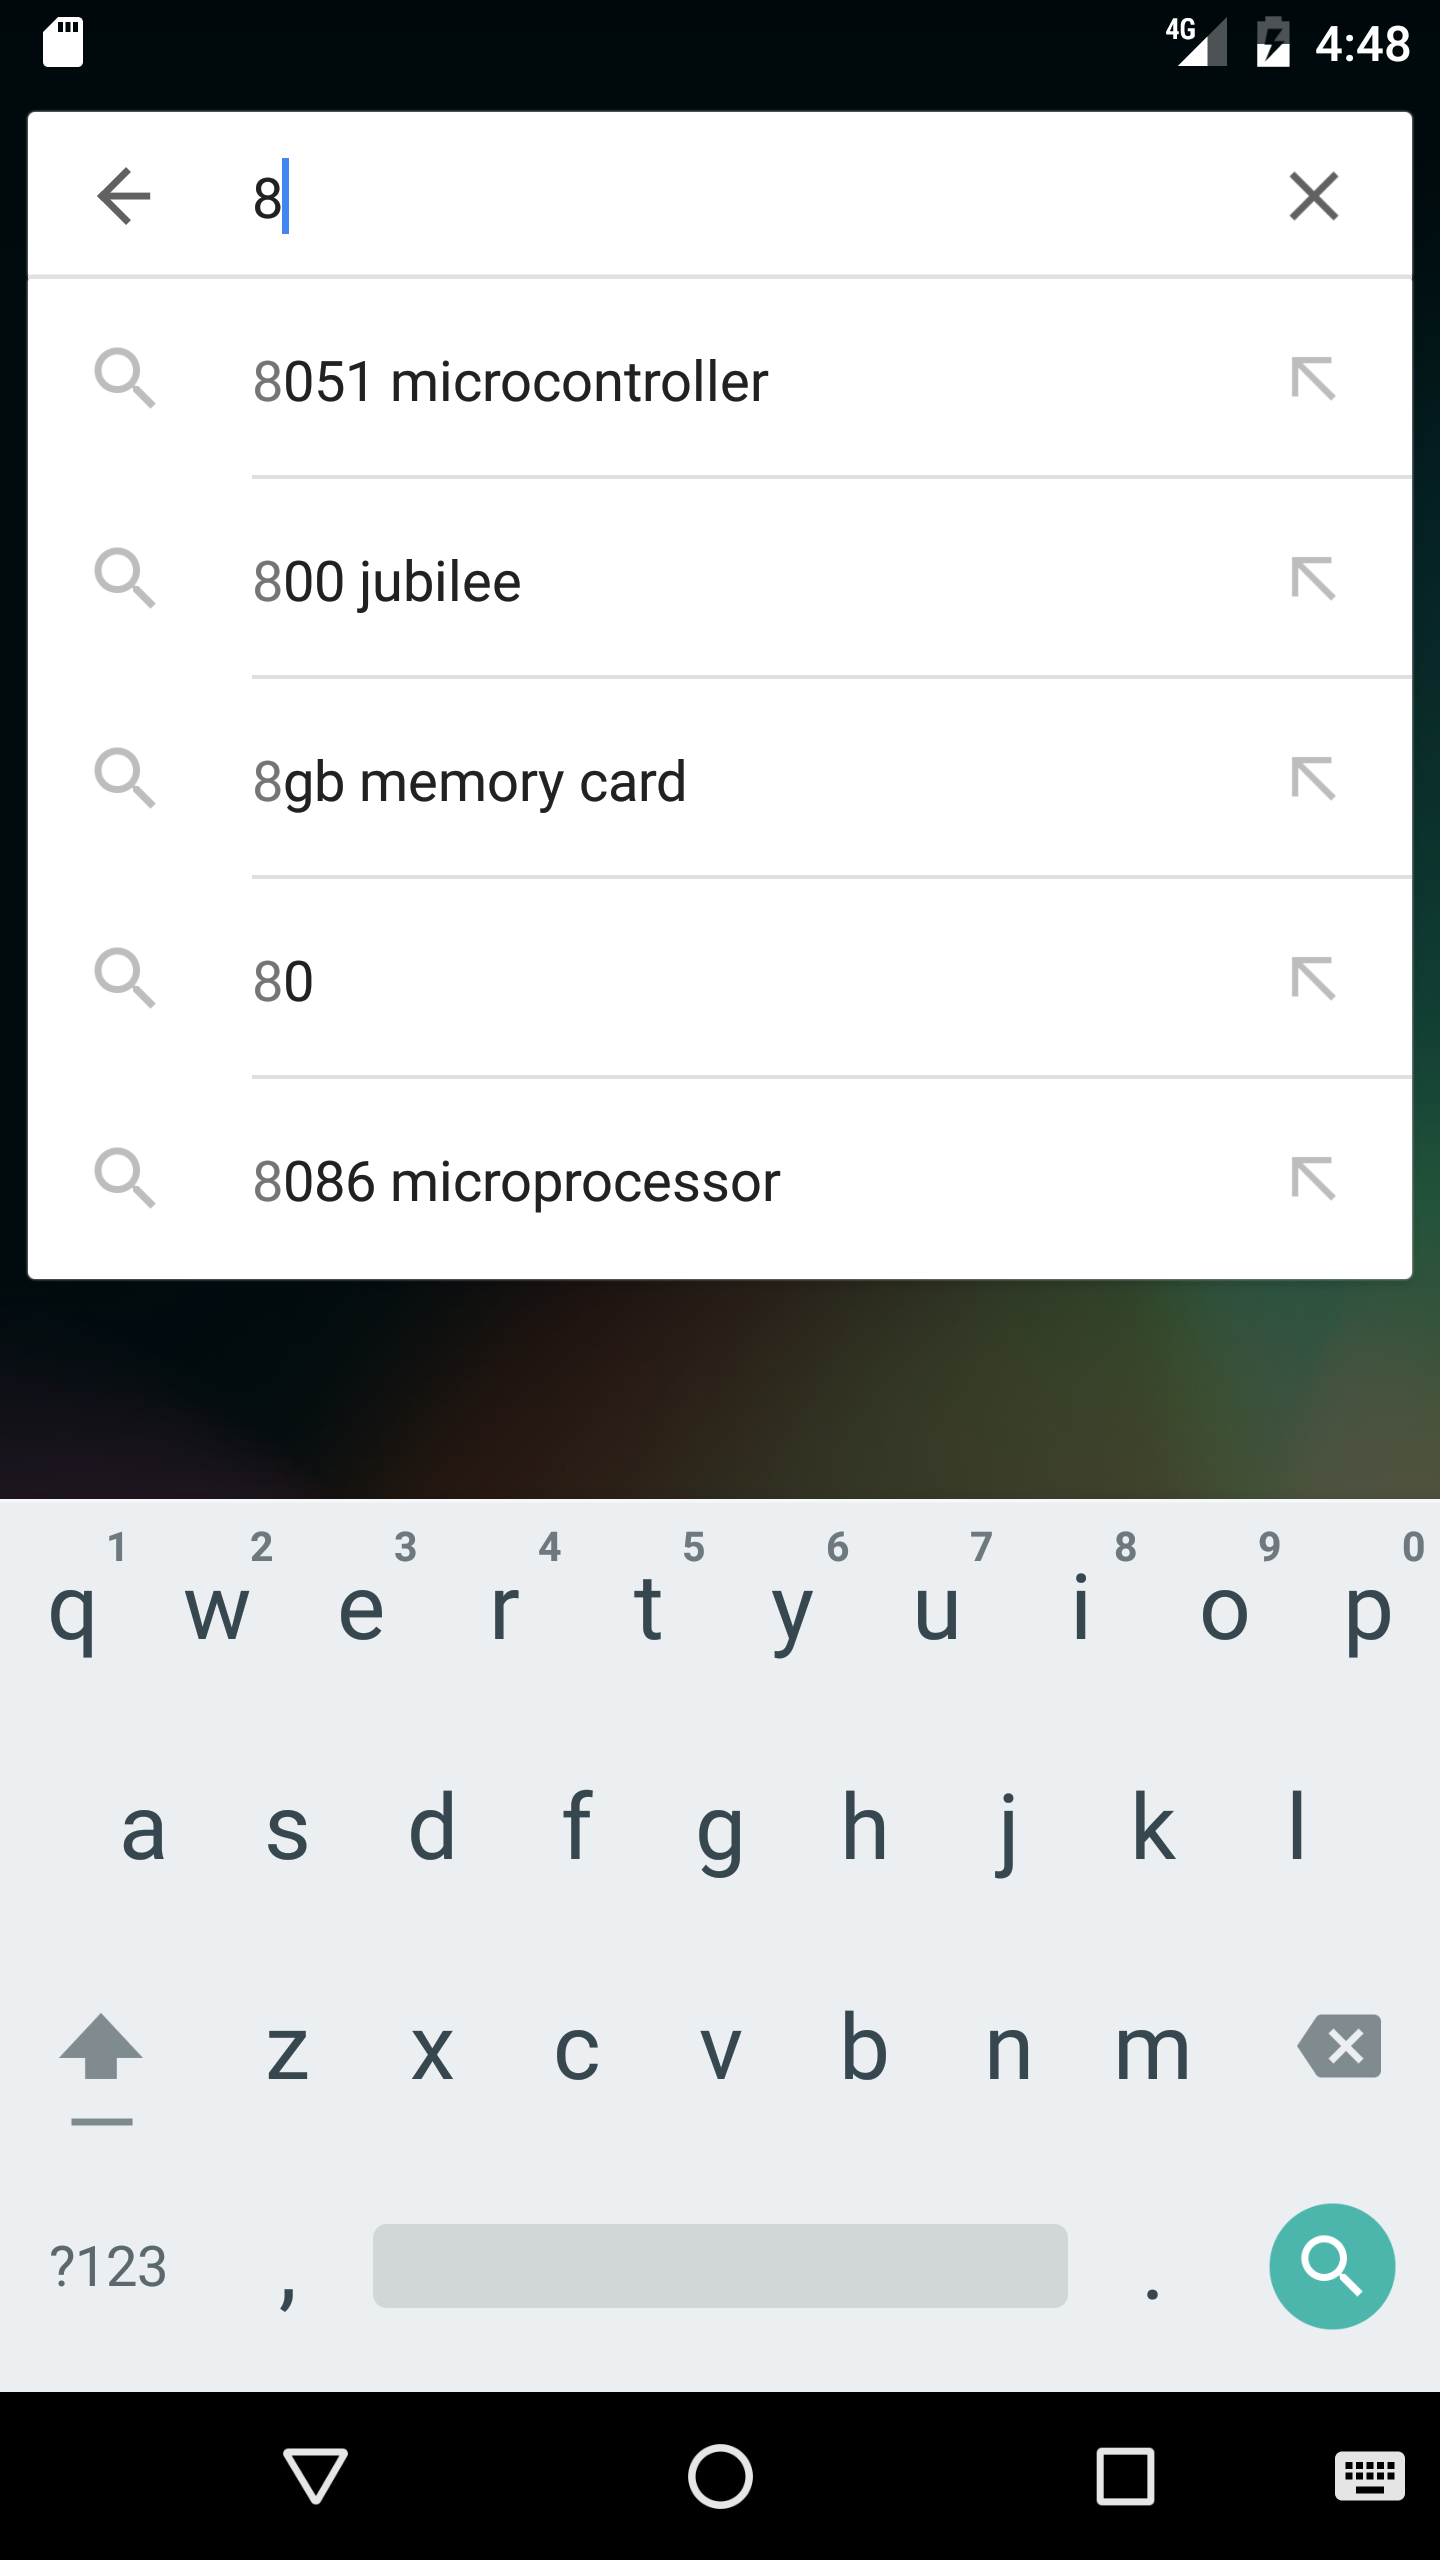 4G 4:48
8
8051 microcontroller
800 jubilee
8gb memory card
80
8086 microprocessor
1 2 3 4 5 6 7 8 9 0
q w e r t y u i o p
a s d f g h j k l
z x c v b n m
?123 , .